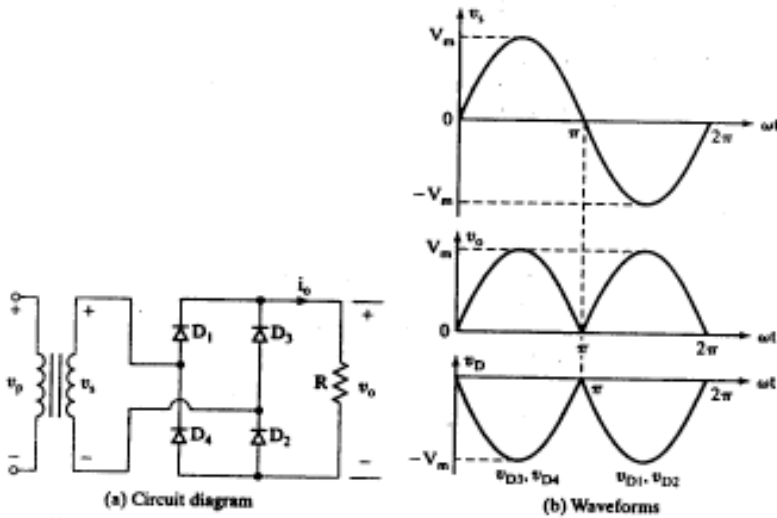 v_s
V_m
0
π
2π
ωt
−V_m
v_o
V_m
0
π
2π
ωt
v_D
ωt
π
2π
−V_m
v_D3, v_D4
v_D1, v_D2
(b) Waveforms
i_o
+
+
+
D_1
D_3
v_p
v_s
R
v_o
D_4
D_2
−
−
−
(a) Circuit diagram